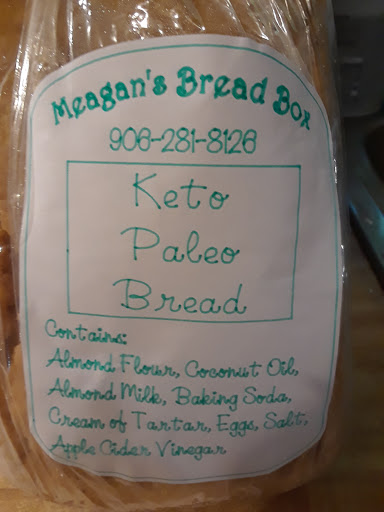 Meagan's Bread Box
906-281-8126
Keto
Paleo
Bread
Contains:
Almond Flour, Coconut Oil,
Almond Milk, Baking Soda,
Cream of Tartar, Eggs, Salt,
Apple Cider Vinegar